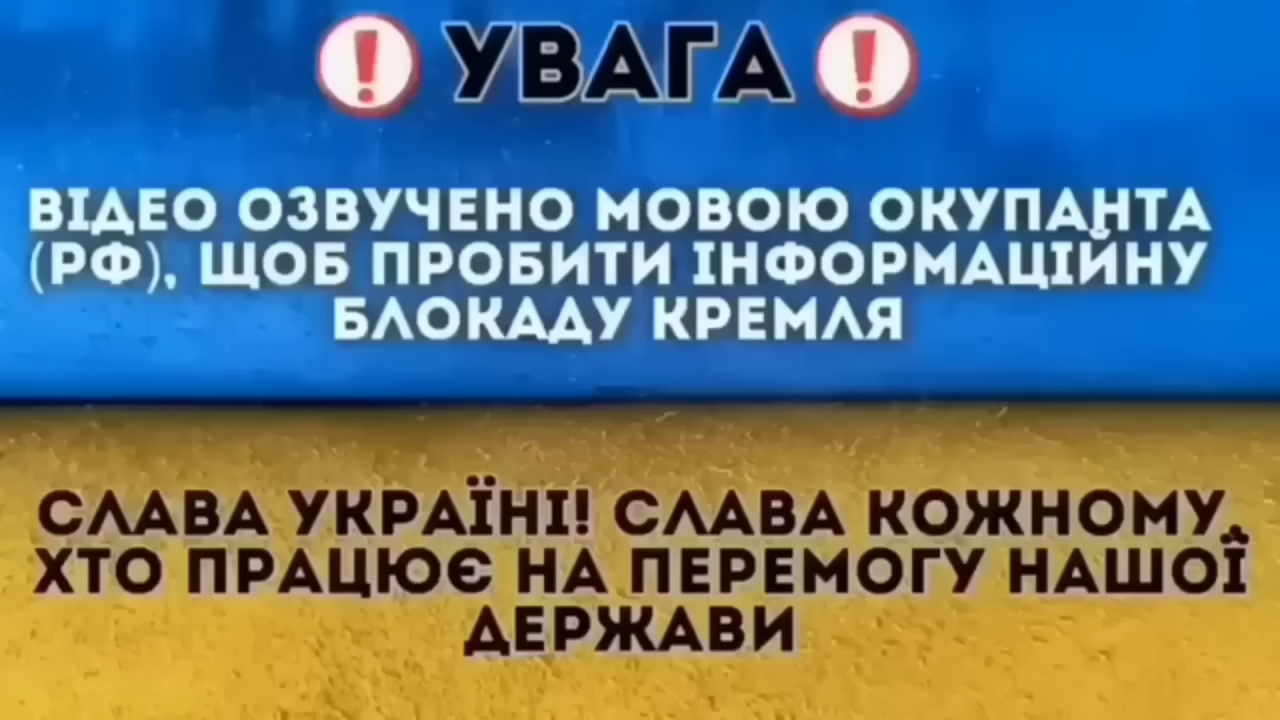 ❗ УВАГА ❗
ВІДЕО ОЗВУЧЕНО МОВОЮ ОКУПАНТА
(РФ), ЩОБ ПРОБИТИ ІНФОРМАЦІЙНУ
БЛОКАДУ КРЕМЛЯ
СЛАВА УКРАЇНІ! СЛАВА КОЖНОМУ,
ХТО ПРАЦЮЄ НА ПЕРЕМОГУ НАШОЇ
ДЕРЖАВИ